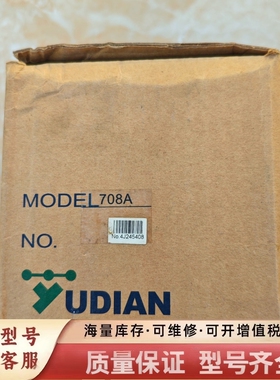 MODEL 708A
No.4J245408
NO.
YUDIAN
型号
客服
海量库存·可维修·可开增值税
质量保证 型号齐全